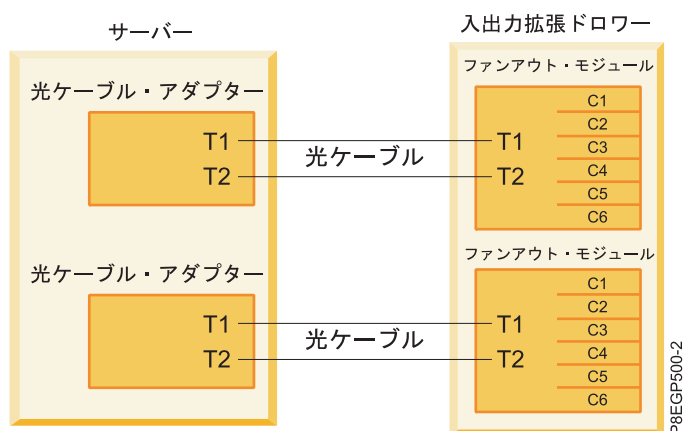 サーバー
光ケーブル・アダプター
T1
T2
光ケーブル・アダプター
T1
T2
光ケーブル
光ケーブル
入出力拡張ドロワー
ファンアウト・モジュール
T1
T2
C1
C2
C3
C4
C5
C6
ファンアウト・モジュール
T1
T2
C1
C2
C3
C4
C5
C6
P8EGP500-2